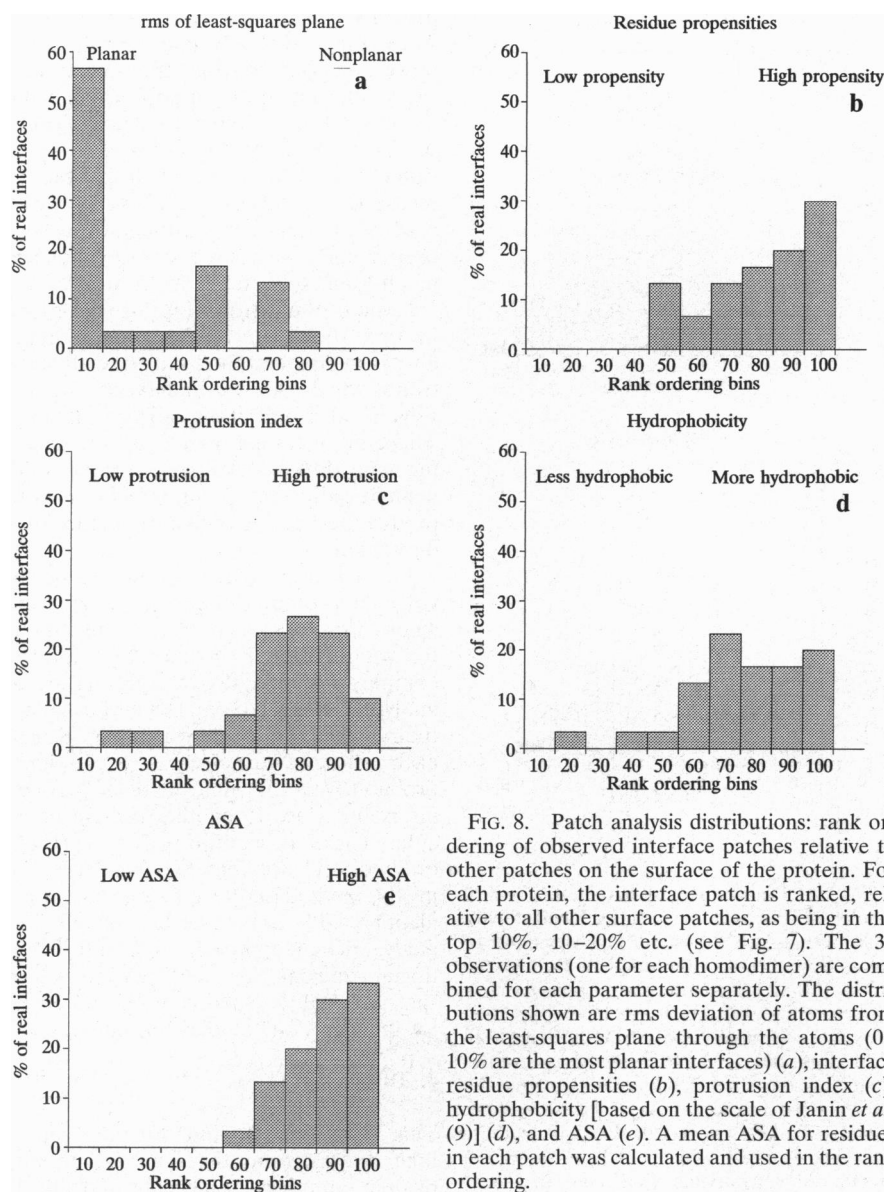 rms of least-squares plane
60
Planar
Nonplanar
a
50
40
30
20
10
0
% of real interfaces
10 20 30 40 50 60 70 80 90 100
Rank ordering bins
Residue propensities
60
Low propensity
High propensity
b
50
40
30
20
10
0
% of real interfaces
10 20 30 40 50 60 70 80 90 100
Rank ordering bins
Protrusion index
60
Low protrusion
High protrusion
c
50
40
30
20
10
0
% of real interfaces
10 20 30 40 50 60 70 80 90 100
Rank ordering bins
Hydrophobicity
60
Less hydrophobic
More hydrophobic
d
50
40
30
20
10
0
% of real interfaces
10 20 30 40 50 60 70 80 90 100
Rank ordering bins
ASA
60
Low ASA
High ASA
e
50
40
30
20
10
0
% of real interfaces
10 20 30 40 50 60 70 80 90 100
Rank ordering bins
FIG. 8. Patch analysis distributions: rank or
dering of observed interface patches relative t
other patches on the surface of the protein. Fo
each protein, the interface patch is ranked, rel
ative to all other surface patches, as being in th
top 10%, 10–20% etc. (see Fig. 7). The 3
observations (one for each homodimer) are com
bined for each parameter separately. The distri
butions shown are rms deviation of atoms from
the least-squares plane through the atoms (0
10% are the most planar interfaces) (a), interfac
residue propensities (b), protrusion index (c)
hydrophobicity [based on the scale of Janin et a
(9)] (d), and ASA (e). A mean ASA for residue
in each patch was calculated and used in the ran
ordering.